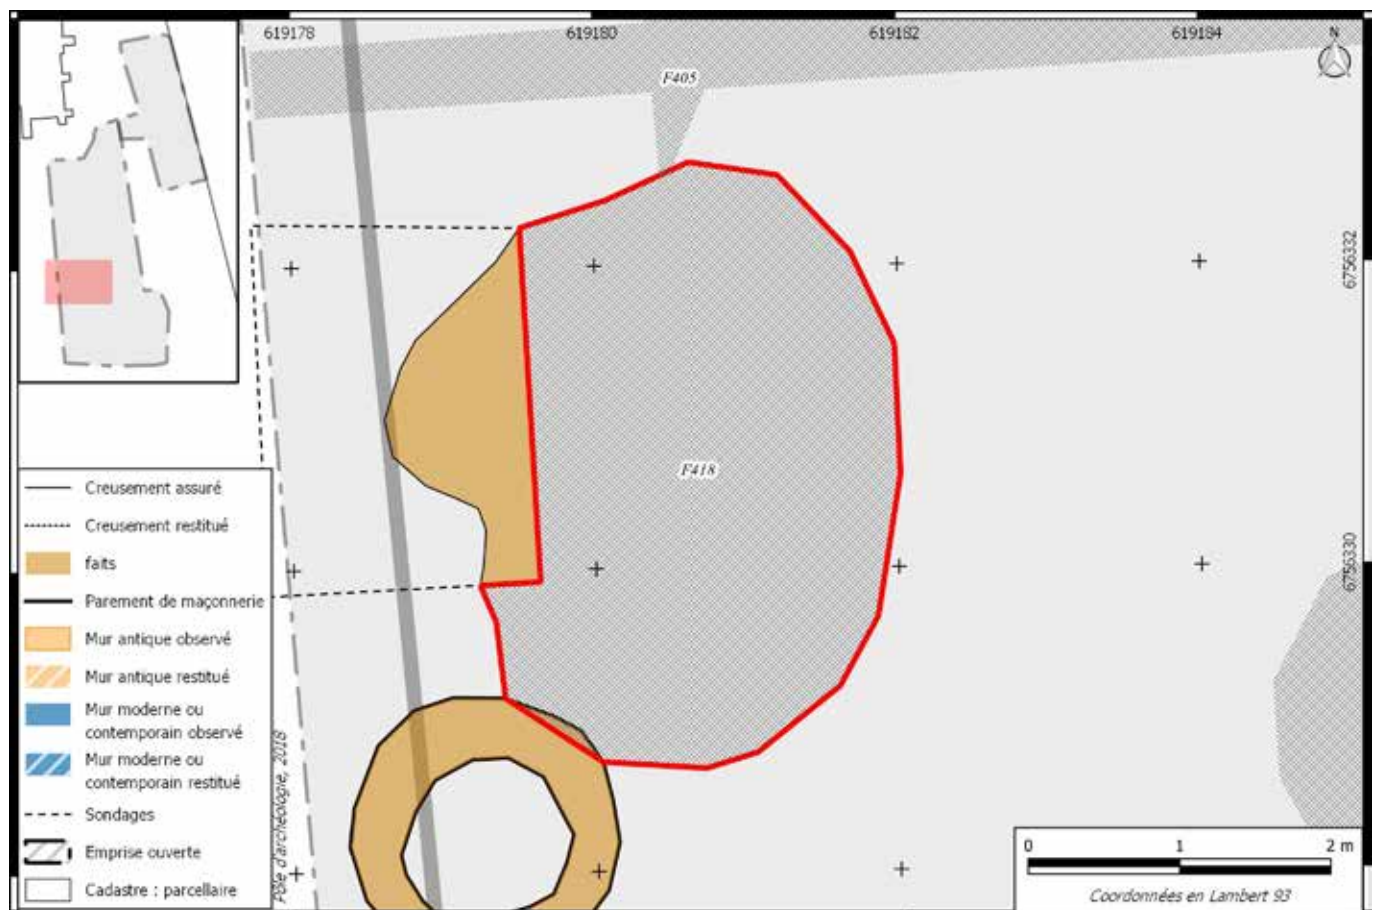 619178
619180
619182
619184
N
F405
6756332
F418
6756330
Creusement assuré
Creusement restitué
faits
Parement de maçonnerie
Mur antique observé
Mur antique restitué
Mur moderne ou
contemporain observé
Mur moderne ou
contemporain restitué
Sondages
Emprise ouverte
Cadastre : parcellaire
Pôle d'archéologie, 2018
0
1
2 m
Coordonnées en Lambert 93